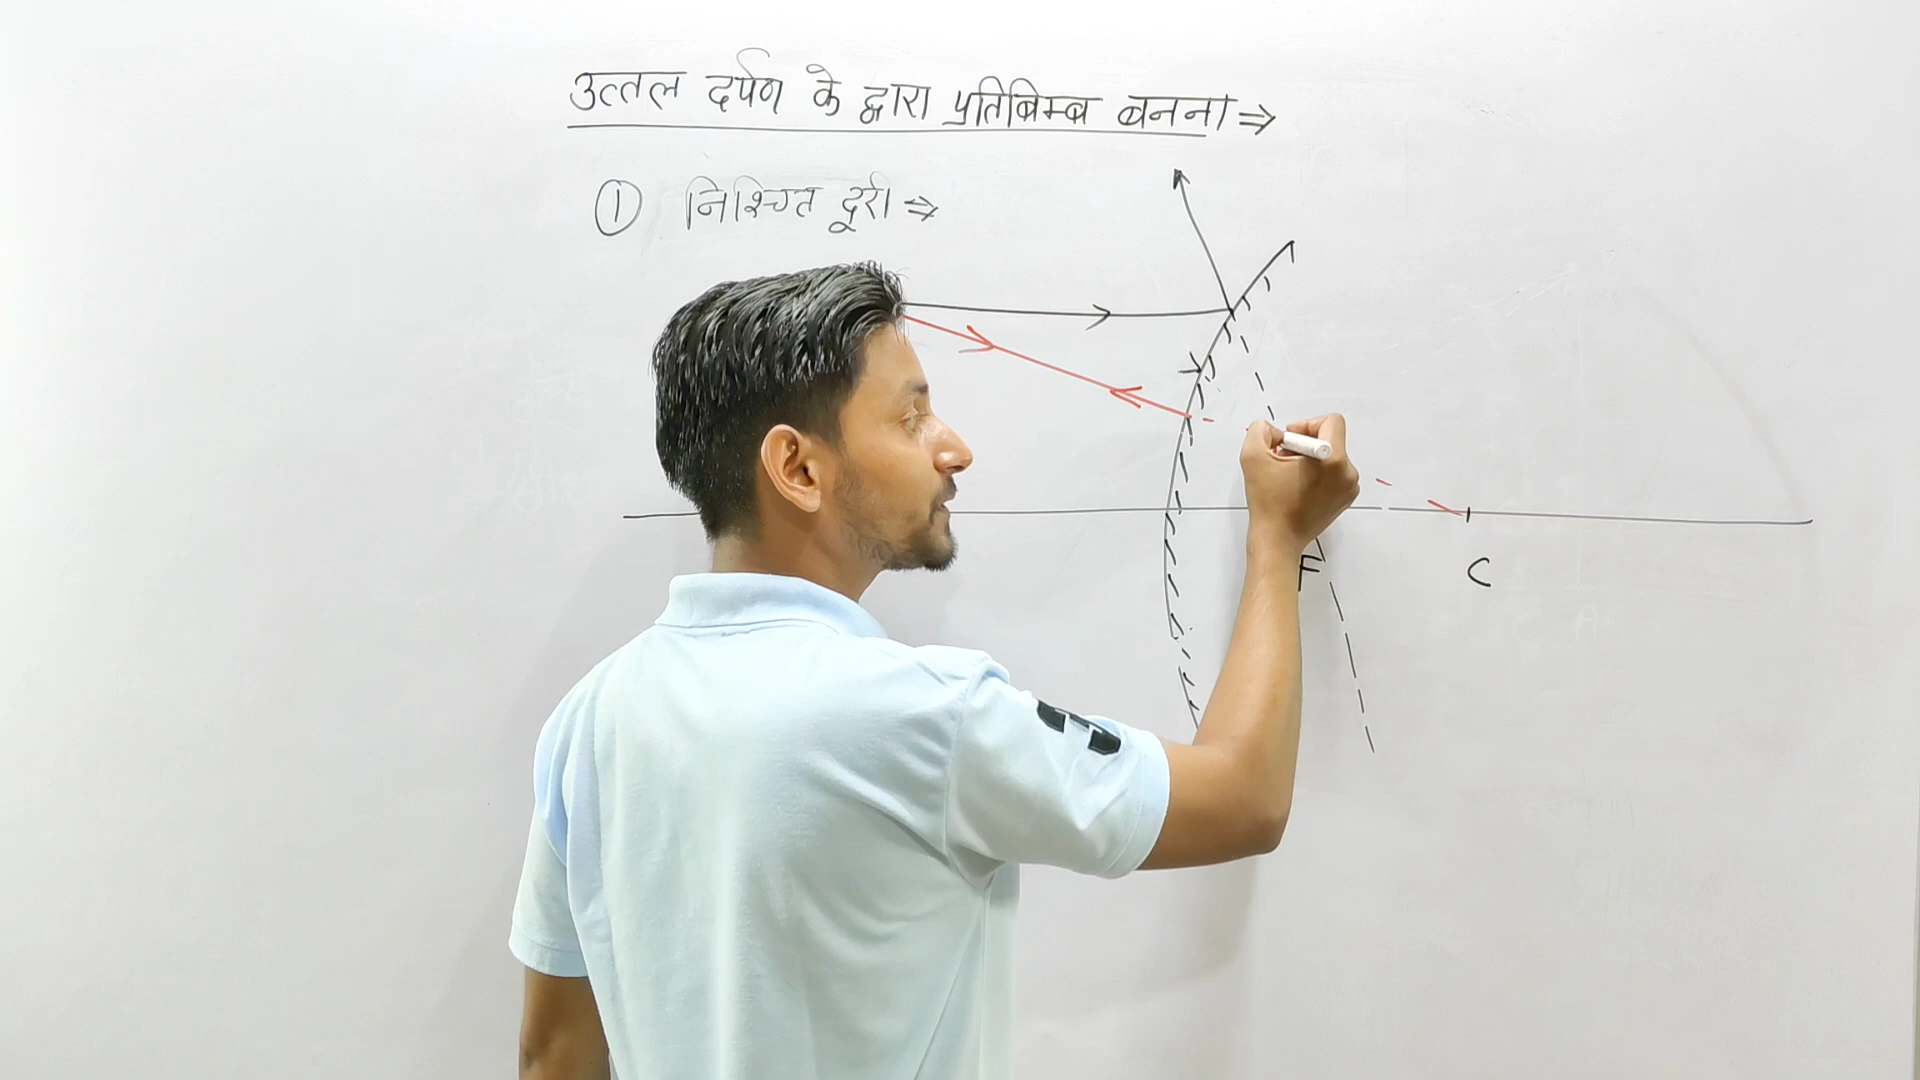 उत्तल दर्पण के द्वारा प्रतिबिम्ब बनना ⇒
① निश्चित दूरी ⇒
F
C